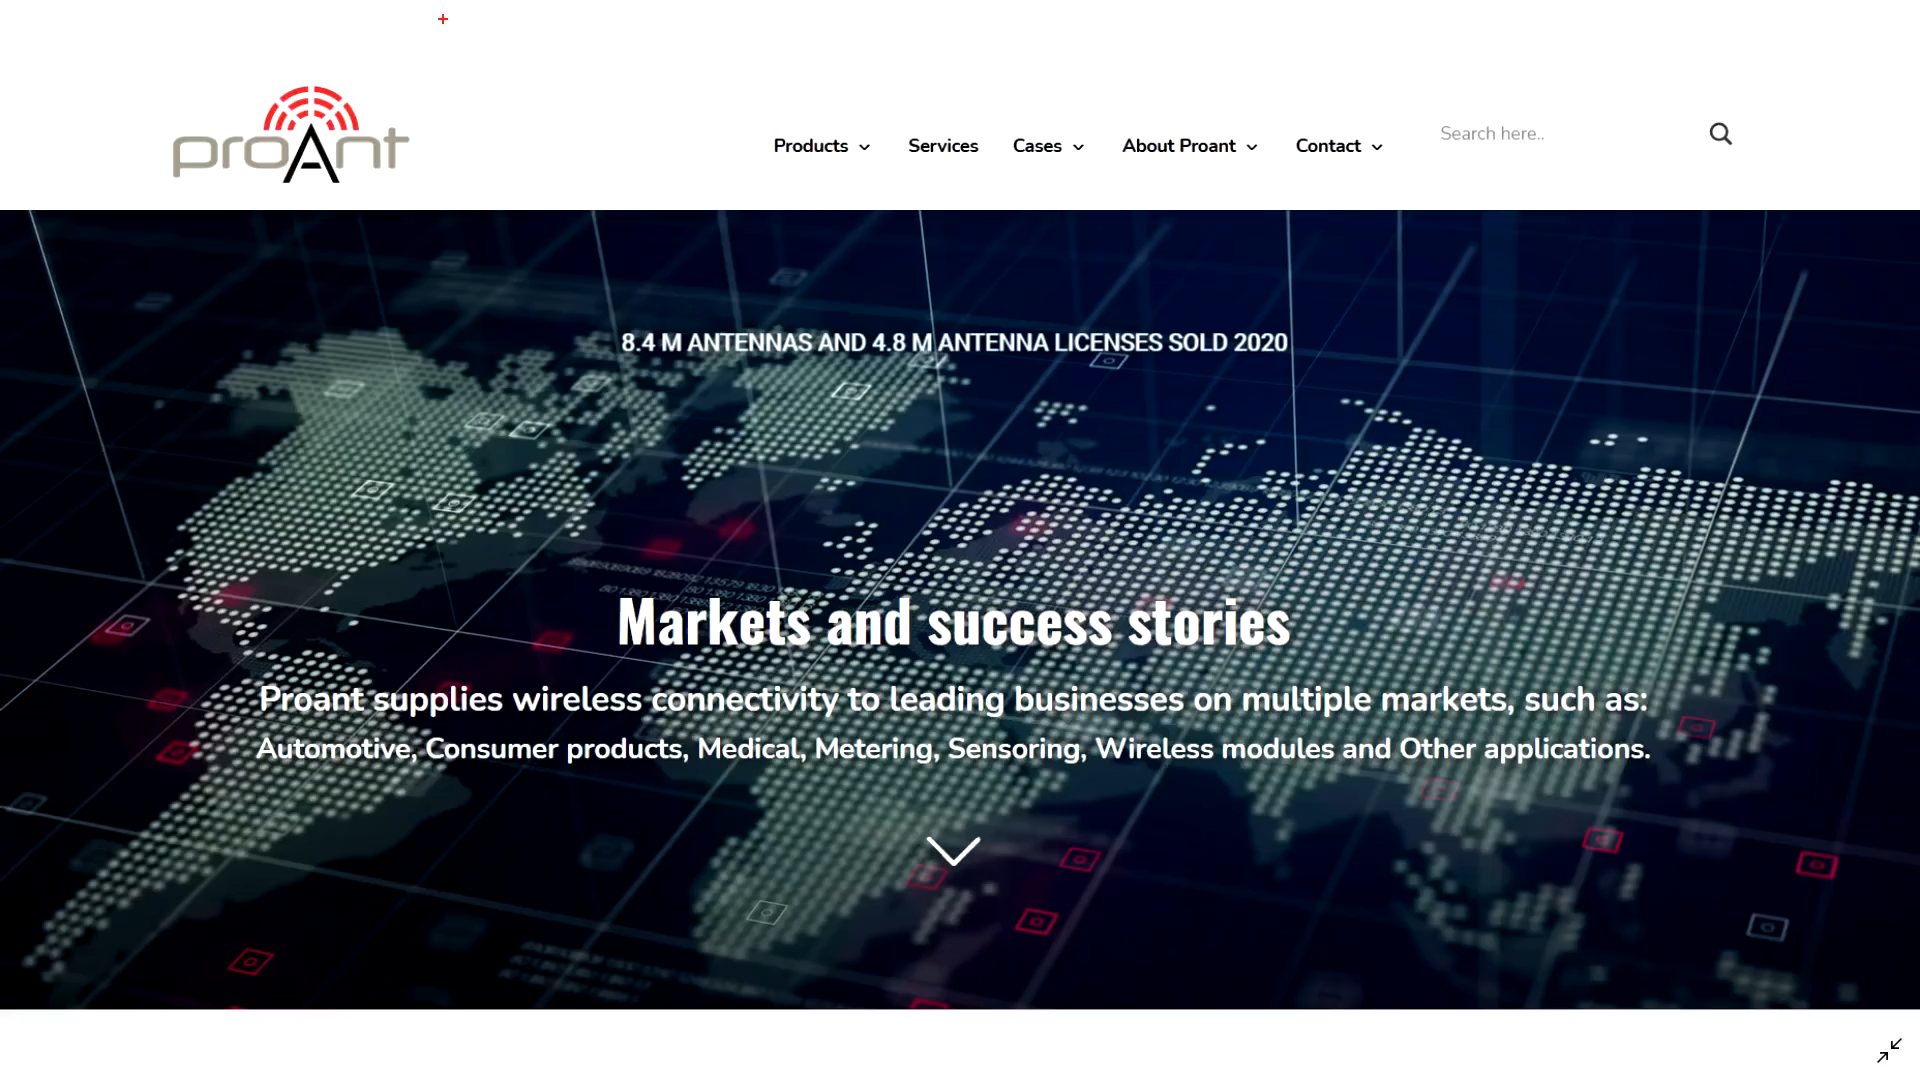 proAnt
Products Services Cases About Proant Contact Search here..
8.4 M ANTENNAS AND 4.8 M ANTENNA LICENSES SOLD 2020
Markets and success stories
Proant supplies wireless connectivity to leading businesses on multiple markets, such as:
Automotive, Consumer products, Medical, Metering, Sensoring, Wireless modules and Other applications.